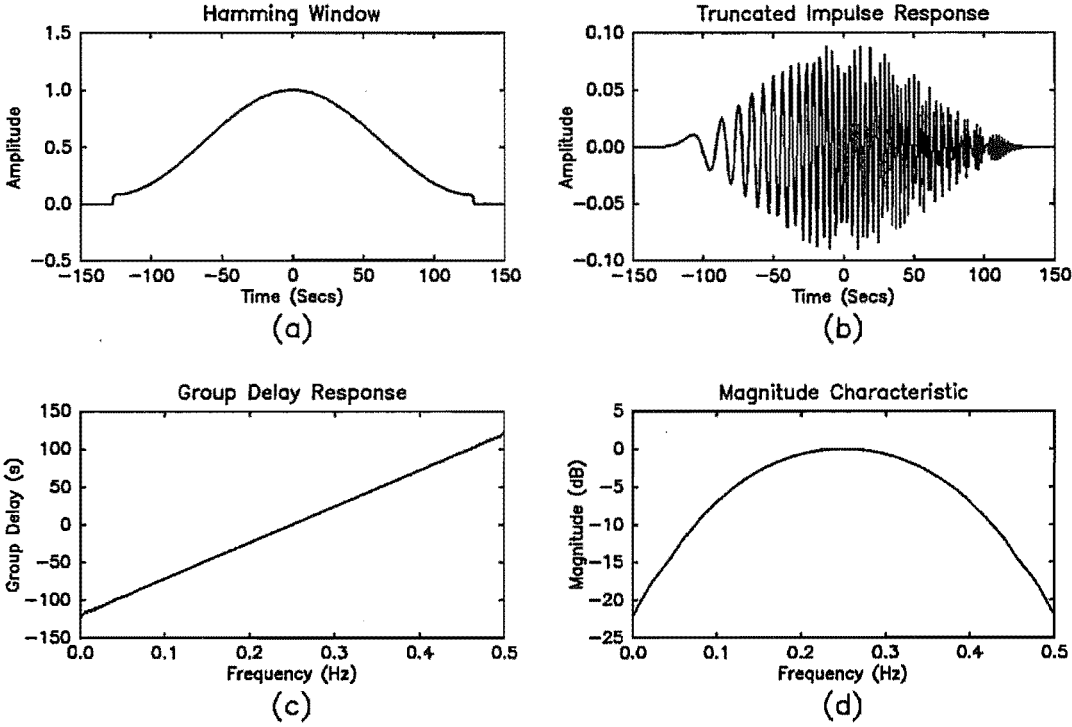 Hamming Window
1.5
1.0
0.5
0.0
−0.5
Amplitude
−150 −100 −50 0 50 100 150
Time (Secs)
(a)
Truncated Impulse Response
0.10
0.05
0.00
−0.05
−0.10
Amplitude
−150 −100 −50 0 50 100 150
Time (Secs)
(b)
Group Delay Response
150
100
50
0
−50
−100
−150
Group Delay (s)
0.0 0.1 0.2 0.3 0.4 0.5
Frequency (Hz)
(c)
Magnitude Characteristic
5
0
−5
−10
−15
−20
−25
Magnitude (dB)
0.0 0.1 0.2 0.3 0.4 0.5
Frequency (Hz)
(d)